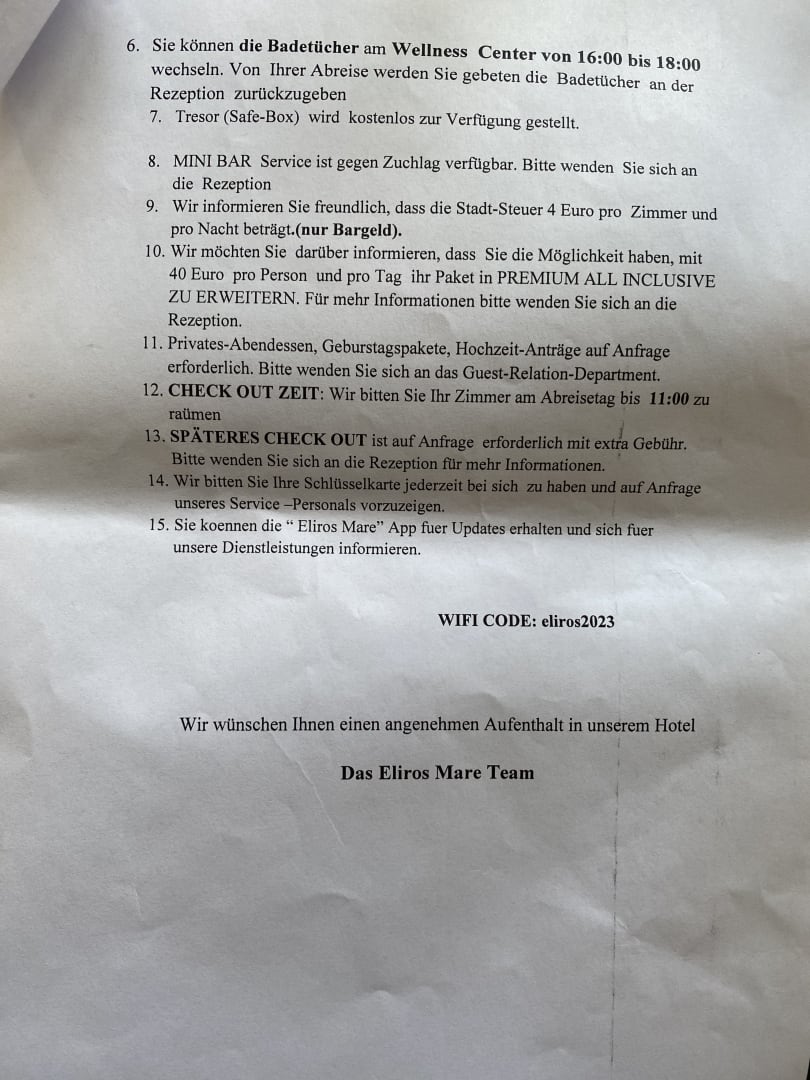 6. Sie können die Badetücher am Wellness Center von 16:00 bis 18:00
wechseln. Von Ihrer Abreise werden Sie gebeten die Badetücher an der
Rezeption zurückzugeben
7. Tresor (Safe-Box) wird kostenlos zur Verfügung gestellt.
8. MINI BAR Service ist gegen Zuchlag verfügbar. Bitte wenden Sie sich an
die Rezeption
9. Wir informieren Sie freundlich, dass die Stadt-Steuer 4 Euro pro Zimmer und
pro Nacht beträgt.(nur Bargeld).
10. Wir möchten Sie darüber informieren, dass Sie die Möglichkeit haben, mit
40 Euro pro Person und pro Tag ihr Paket in PREMIUM ALL INCLUSIVE
ZU ERWEITERN. Für mehr Informationen bitte wenden Sie sich an die
Rezeption.
11. Privates-Abendessen, Geburstagspakete, Hochzeit-Anträge auf Anfrage
erforderlich. Bitte wenden Sie sich an das Guest-Relation-Department.
12. CHECK OUT ZEIT: Wir bitten Sie Ihr Zimmer am Abreisetag bis 11:00 zu
raümen
13. SPÄTERES CHECK OUT ist auf Anfrage erforderlich mit extra Gebühr.
Bitte wenden Sie sich an die Rezeption für mehr Informationen.
14. Wir bitten Sie Ihre Schlüsselkarte jederzeit bei sich zu haben und auf Anfrage
unseres Service –Personals vorzuzeigen.
15. Sie koennen die “ Eliros Mare” App fuer Updates erhalten und sich fuer
unsere Dienstleistungen informieren.
WIFI CODE: eliros2023
Wir wünschen Ihnen einen angenehmen Aufenthalt in unserem Hotel
Das Eliros Mare Team